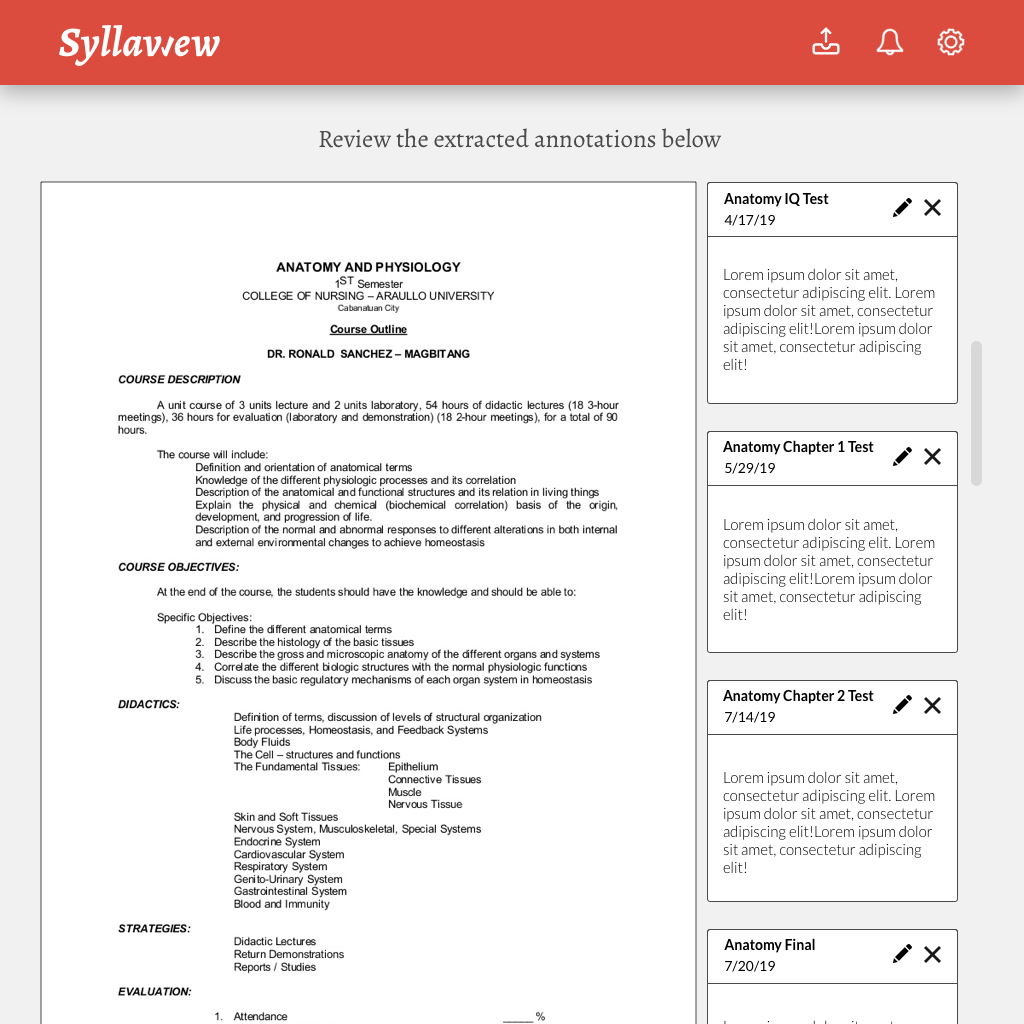 Syllaview
Review the extracted annotations below
ANATOMY AND PHYSIOLOGY
1ST Semester
COLLEGE OF NURSING – ARAULLO UNIVERSITY
Cabanatuan City
Course Outline
DR. RONALD SANCHEZ – MAGBITANG
COURSE DESCRIPTION
A unit course of 3 units lecture and 2 units laboratory, 54 hours of didactic lectures (18 3-hour
meetings), 36 hours for evaluation (laboratory and demonstration) (18 2-hour meetings), for a total of 90
hours.
The course will include:
Definition and orientation of anatomical terms
Knowledge of the different physiologic processes and its correlation
Description of the anatomical and functional structures and its relation in living things
Explain the physical and chemical (biochemical correlation) basis of the origin,
development, and progression of life.
Description of the normal and abnormal responses to different alterations in both internal
and external environmental changes to achieve homeostasis
COURSE OBJECTIVES:
At the end of the course, the students should have the knowledge and should be able to:
Specific Objectives:
1. Define the different anatomical terms
2. Describe the histology of the basic tissues
3. Describe the gross and microscopic anatomy of the different organs and systems
4. Correlate the different biologic structures with the normal physiologic functions
5. Discuss the basic regulatory mechanisms of each organ system in homeostasis
DIDACTICS:
Definition of terms, discussion of levels of structural organization
Life processes, Homeostasis, and Feedback Systems
Body Fluids
The Cell – structures and functions
The Fundamental Tissues: Epithelium
Connective Tissues
Muscle
Nervous Tissue
Skin and Soft Tissues
Nervous System, Musculoskeletal, Special Systems
Endocrine System
Cardiovascular System
Respiratory System
Genito-Urinary System
Gastrointestinal System
Blood and Immunity
STRATEGIES:
Didactic Lectures
Return Demonstrations
Reports / Studies
EVALUATION:
1. Attendance _____ %
Anatomy IQ Test
4/17/19
Lorem ipsum dolor sit amet,
consectetur adipiscing elit. Lorem
ipsum dolor sit amet, consectetur
adipiscing elit!Lorem ipsum dolor
sit amet, consectetur adipiscing
elit!
Anatomy Chapter 1 Test
5/29/19
Lorem ipsum dolor sit amet,
consectetur adipiscing elit. Lorem
ipsum dolor sit amet, consectetur
adipiscing elit!Lorem ipsum dolor
sit amet, consectetur adipiscing
elit!
Anatomy Chapter 2 Test
7/14/19
Lorem ipsum dolor sit amet,
consectetur adipiscing elit. Lorem
ipsum dolor sit amet, consectetur
adipiscing elit!Lorem ipsum dolor
sit amet, consectetur adipiscing
elit!
Anatomy Final
7/20/19